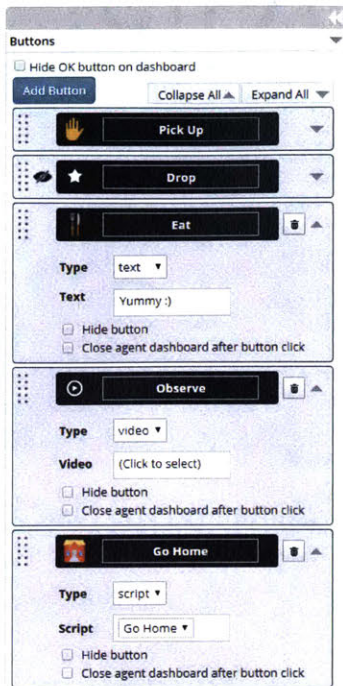 Buttons
Hide OK button on dashboard
Add Button
Collapse All
Expand All
Pick Up
Drop
Eat
Type text
Text Yummy :)
Hide button
Close agent dashboard after button click
Observe
Type video
Video (Click to select)
Hide button
Close agent dashboard after button click
Go Home
Type script
Script Go Home
Hide button
Close agent dashboard after button click